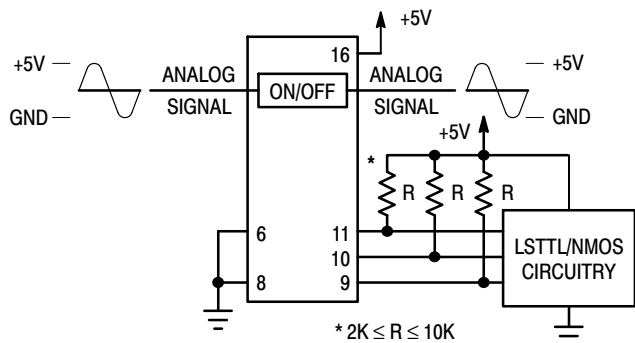 +5V
16
+5V
ANALOG
SIGNAL
ON/OFF
ANALOG
SIGNAL
+5V
GND
GND
+5V
*
R
R
R
6
11
LSTTL/NMOS
CIRCUITRY
10
8
9
* 2K ≤ R ≤ 10K